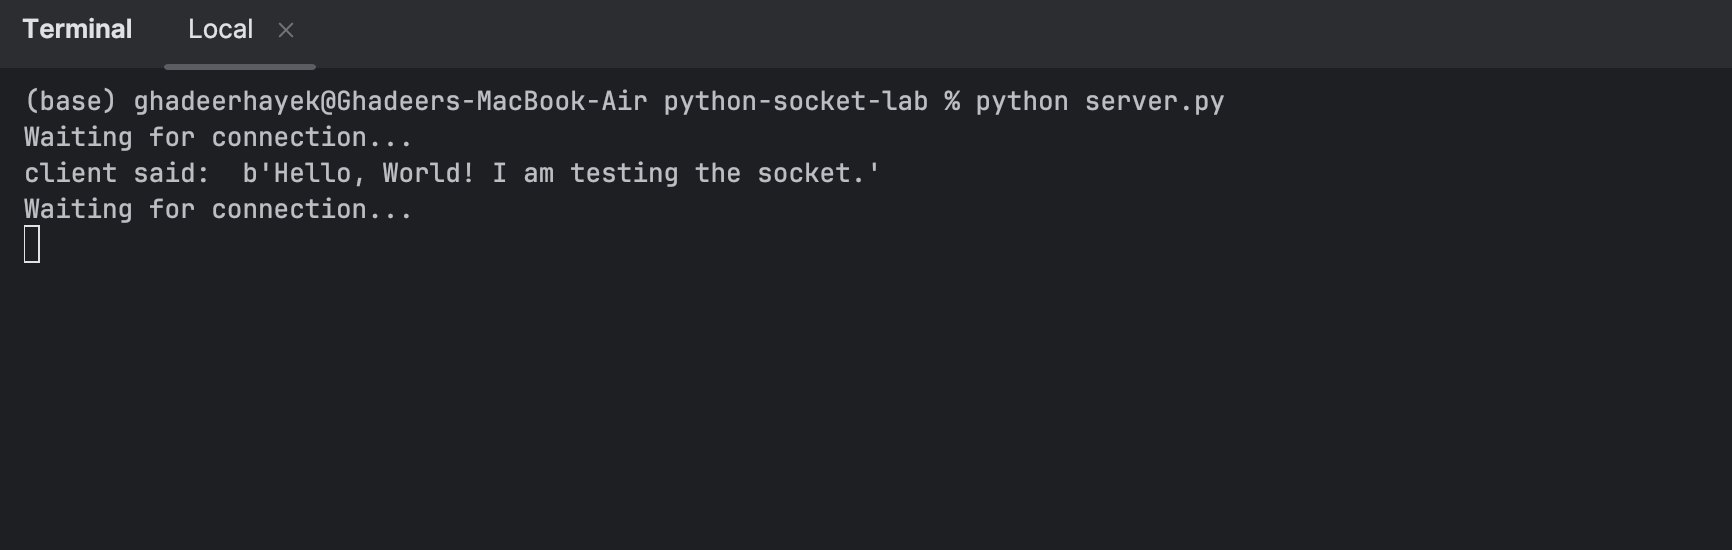 Terminal Local ×
(base) ghadeerhayek@Ghadeers-MacBook-Air python-socket-lab % python server.py
Waiting for connection...
client said:  b'Hello, World! I am testing the socket.'
Waiting for connection...